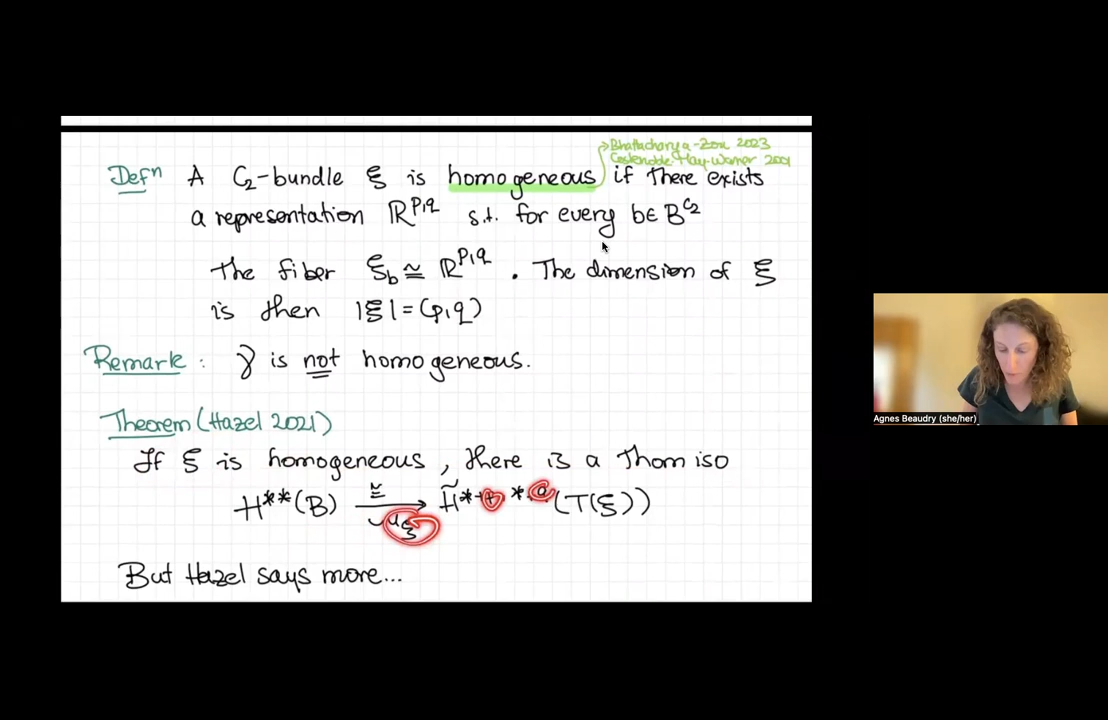 → Bhattacharya-Zou 2023
Costenoble-May-Waner 2001
Defⁿ A C₂-bundle ξ is homogeneous if there exists
a representation ℝ^{p,q} s.t. for every b∈B^{C₂}
the fiber ξ_b ≅ ℝ^{p,q}. The dimension of ξ
is then |ξ|=(p,q)
Remark: γ is not homogeneous.
Theorem (Hazel 2021)
If ξ is homogeneous, there is a Thom iso
H^{**}(B) ≅→ ∪u_ξ H̃^{*+p, *+q}(T(ξ))
But Hazel says more...
Agnes Beaudry (she/her)